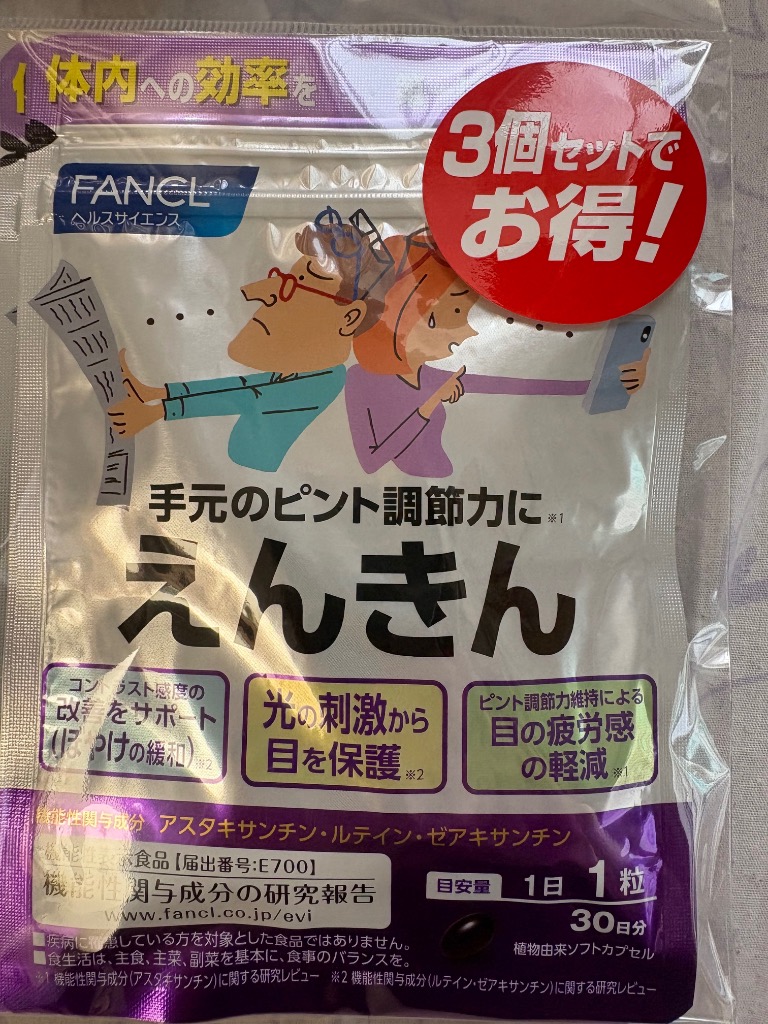 体内への効率を
3個セットで
お得!
FANCL
ヘルスサイエンス
手元のピント調節力に※1
えんきん
コントラスト感度の
改善をサポート
(ぼやけの緩和)※2
光の刺激から
目を保護※2
ピント調節力維持による
目の疲労感
の軽減※1
機能性関与成分 アスタキサンチン・ルテイン・ゼアキサンチン
機能性表示食品【届出番号:E700】
機能性関与成分の研究報告
www.fancl.co.jp/evi
目安量 1日 1粒
30日分
植物由来ソフトカプセル
■疾病に罹患している方を対象とした食品ではありません。
■食生活は、主食、主菜、副菜を基本に、食事のバランスを。
※1 機能性関与成分(アスタキサンチン)に関する研究レビュー ※2 機能性関与成分(ルテイン・ゼアキサンチン)に関する研究レビュー